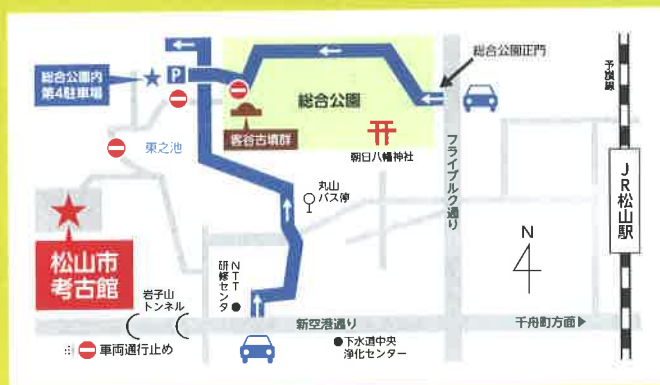 総合公園正門
総合公園内
第4駐車場
P
総合公園
客谷古墳群
朝日八幡神社
東之池
フライブルク通り
予讃線
JR松山駅
丸山
バス停
N
松山市
考古館
NTT
研修センタ
岩子山
トンネル
新空港通り
千舟町方面▶
車両通行止め
●下水道中央
浄化センター